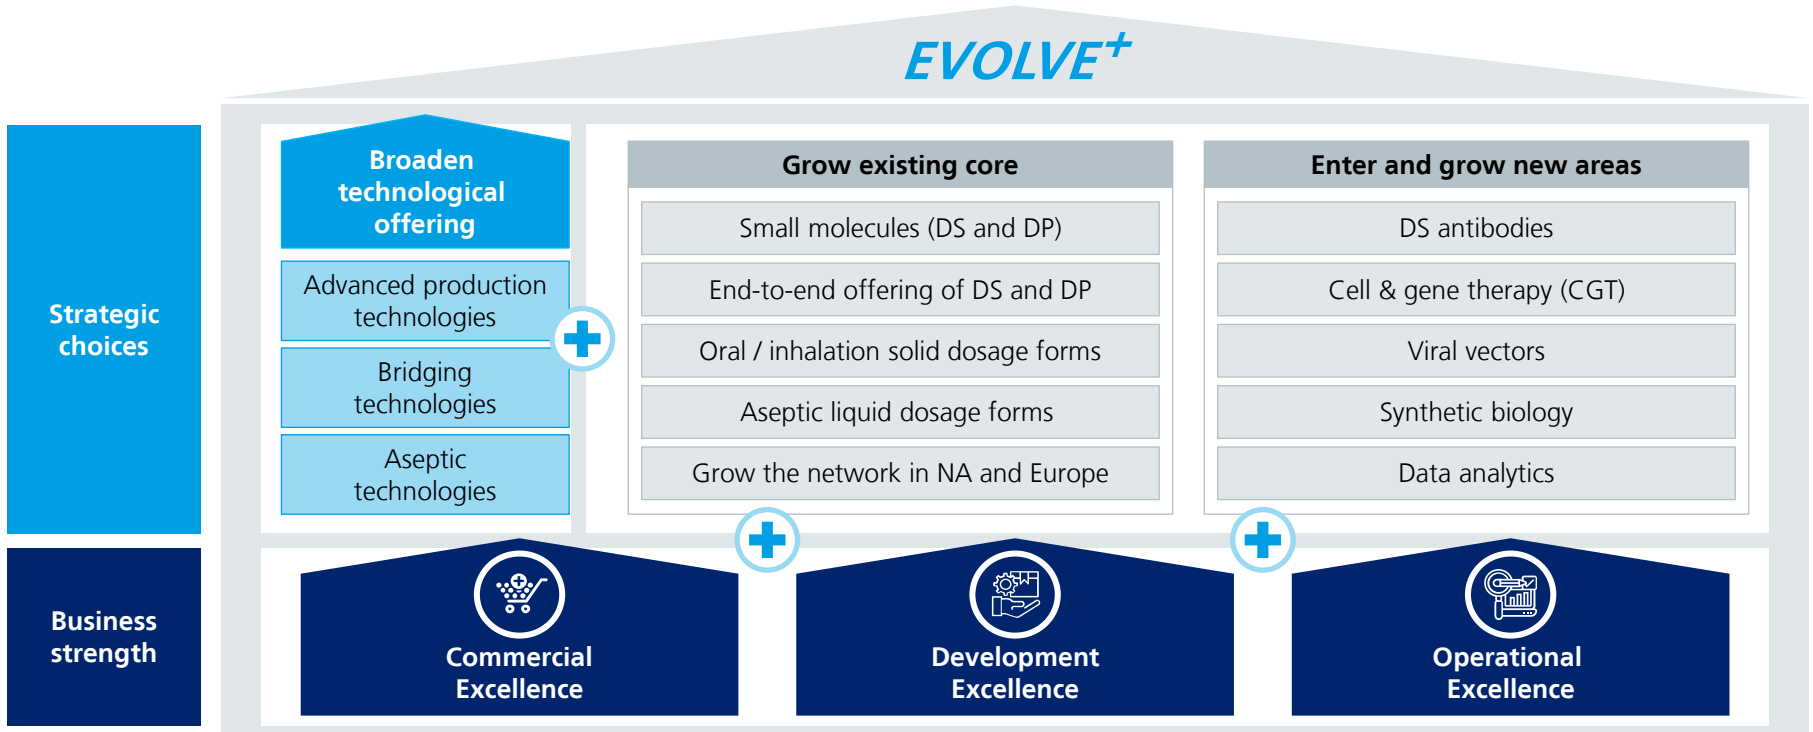 EVOLVE+
Strategic
choices
Broaden
technological
offering
Advanced production
technologies
Bridging
technologies
Aseptic
technologies
Grow existing core
Small molecules (DS and DP)
End-to-end offering of DS and DP
Oral / inhalation solid dosage forms
Aseptic liquid dosage forms
Grow the network in NA and Europe
Enter and grow new areas
DS antibodies
Cell & gene therapy (CGT)
Viral vectors
Synthetic biology
Data analytics
Business
strength
Commercial
Excellence
Development
Excellence
Operational
Excellence